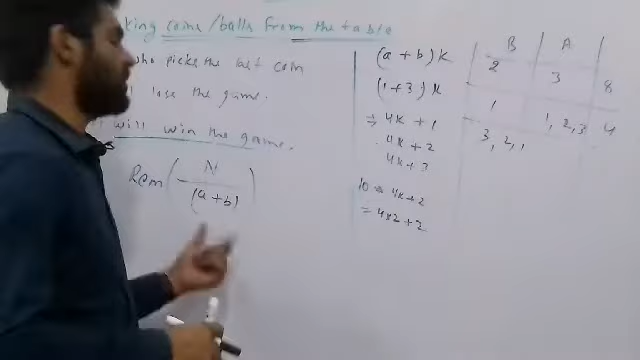 king coins/balls from the table
who picks the last coin
lose the game.
will win the game.
Rem ( N / (a+b) )
(a+b)K
(1+3)K
⇒ 4K+1
4K+2
4K+3
10 = 4K+2
= 4x2+2
B A
2 3 8
1 1, 2, 3 4
3, 2, 1